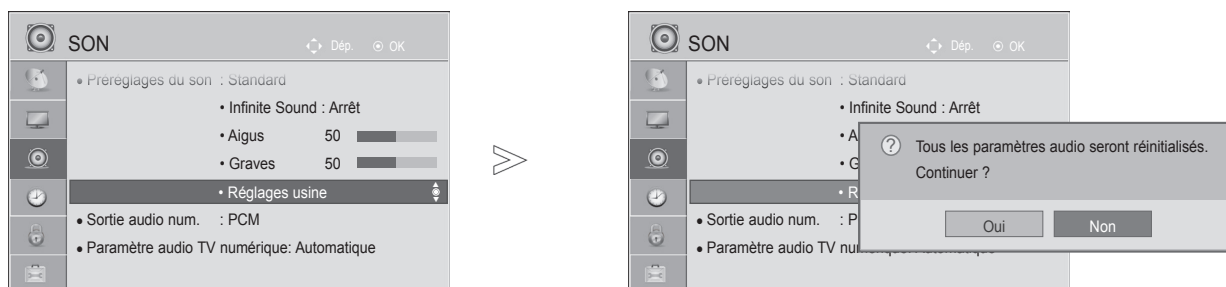 SON
Dép. OK
• Préréglages du son : Standard
• Infinite Sound : Arrêt
• Aigus 50
• Graves 50
• Réglages usine
• Sortie audio num. : PCM
• Paramètre audio TV numérique: Automatique
SON
Dép. OK
• Préréglages du son : Standard
• Infinite Sound : Arrêt
• A
• G
• R
• Sortie audio num. : P
• Paramètre audio TV
? Tous les paramètres audio seront réinitialisés.
Continuer ?
Oui Non